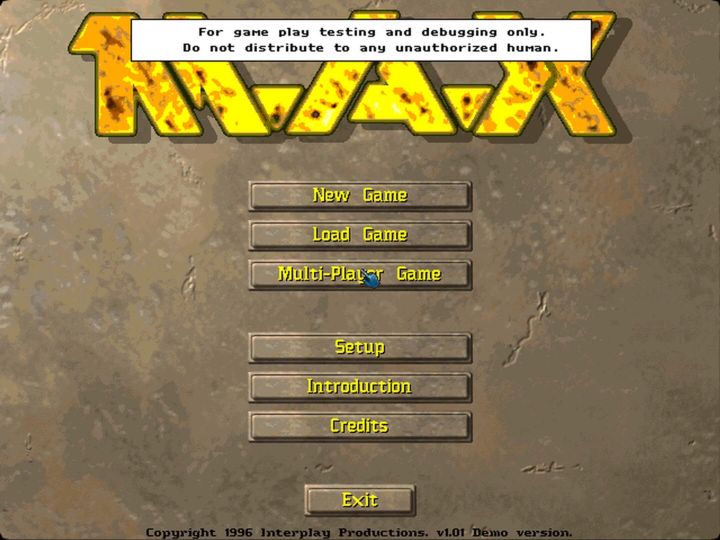 For game play testing and debugging only.
Do not distribute to any unauthorized human.
M.A.X
New Game
Load Game
Multi-Player Game
Setup
Introduction
Credits
Exit
Copyright 1996 Interplay Productions. v1.01 Demo version.